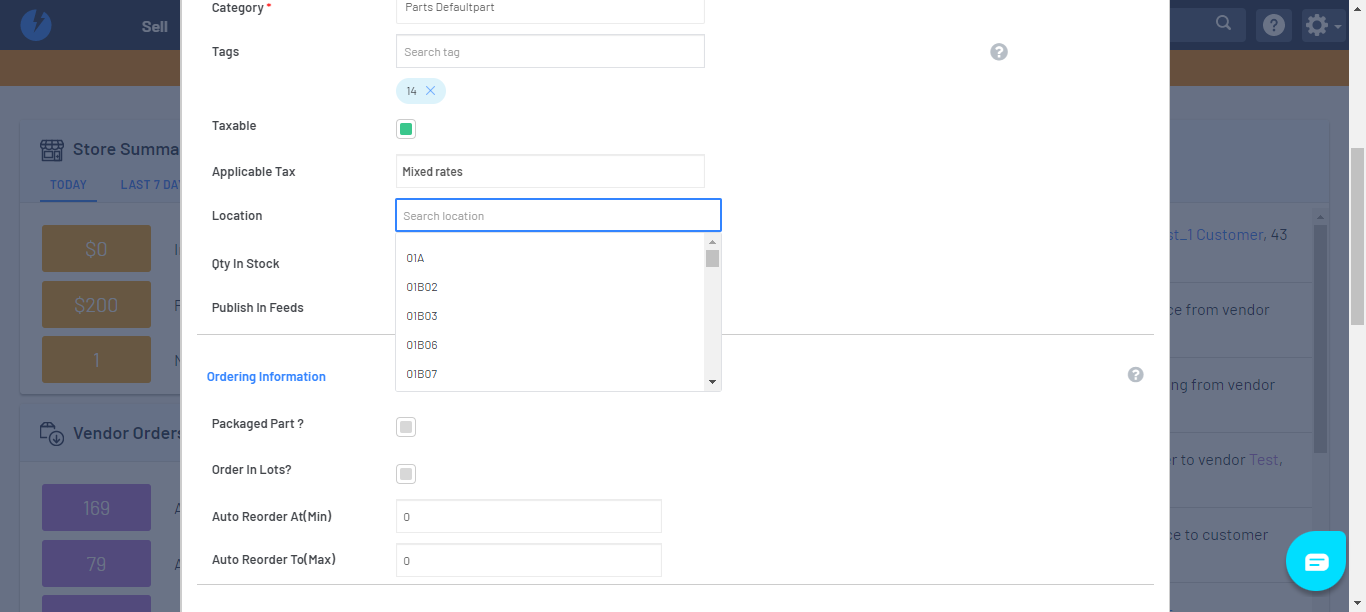 Sell
Category *
Parts Defaultpart
Tags
Search tag
14
Taxable
Applicable Tax
Mixed rates
Location
Search location
01A
01B02
01B03
01B06
01B07
Qty In Stock
Publish In Feeds
Ordering Information
Packaged Part ?
Order In Lots?
Auto Reorder At(Min)
0
Auto Reorder To(Max)
0
Store Summa
TODAY
LAST 7 DA
$0
$200
1
Vendor Orders
169
79
st_1 Customer, 43
ce from vendor
ng from vendor
er to vendor Test,
ce to customer